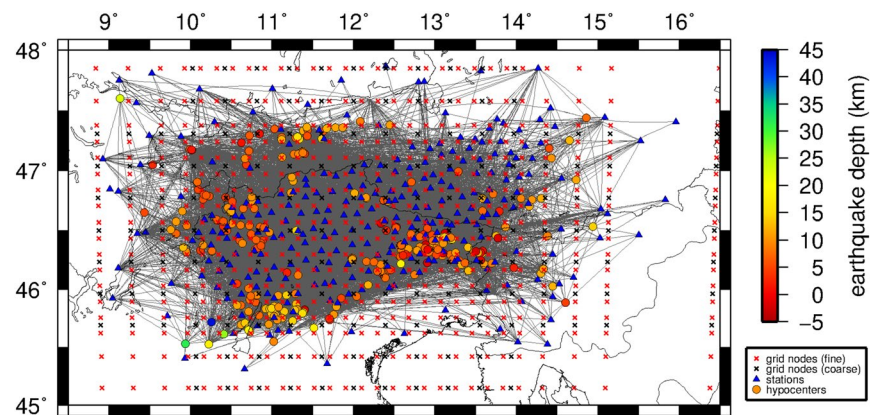 9° 10° 11° 12° 13° 14° 15° 16°
48°
47°
46°
45°
45
40
35
30
25
20
15
10
5
0
−5
earthquake depth (km)
grid nodes (fine)
grid nodes (coarse)
stations
hypocenters